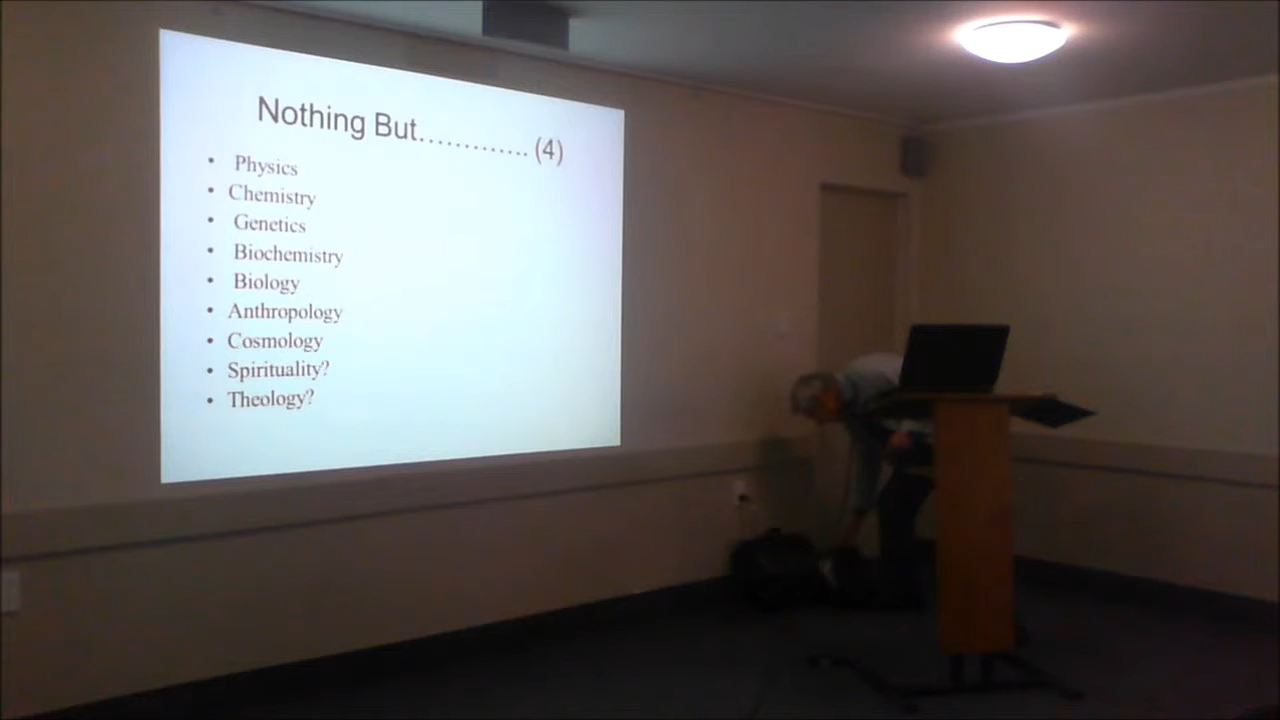 Nothing But............. (4)
• Physics
• Chemistry
• Genetics
• Biochemistry
• Biology
• Anthropology
• Cosmology
• Spirituality?
• Theology?